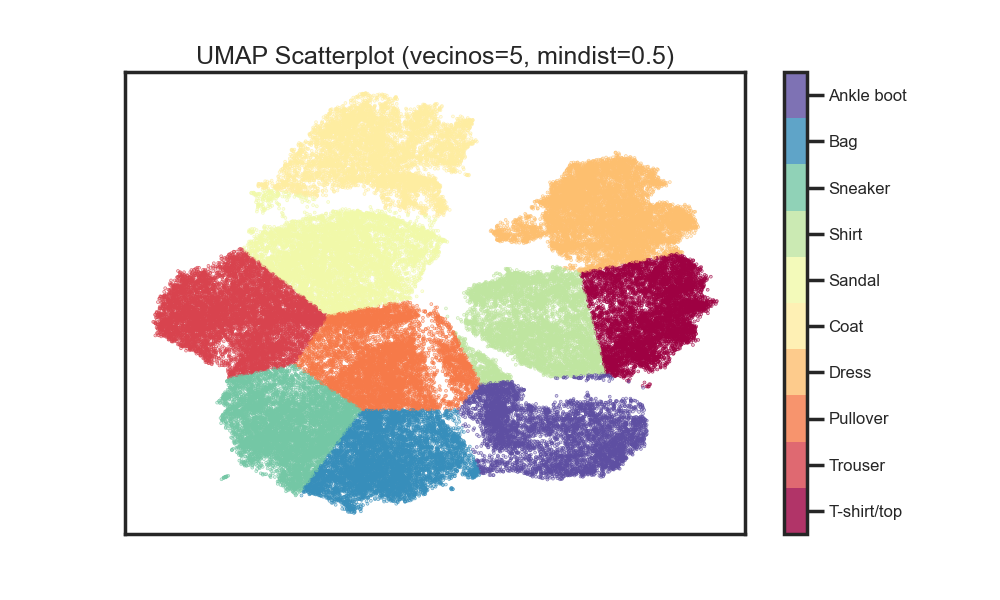 UMAP Scatterplot (vecinos=5, mindist=0.5)
Ankle boot
Bag
Sneaker
Shirt
Sandal
Coat
Dress
Pullover
Trouser
T-shirt/top